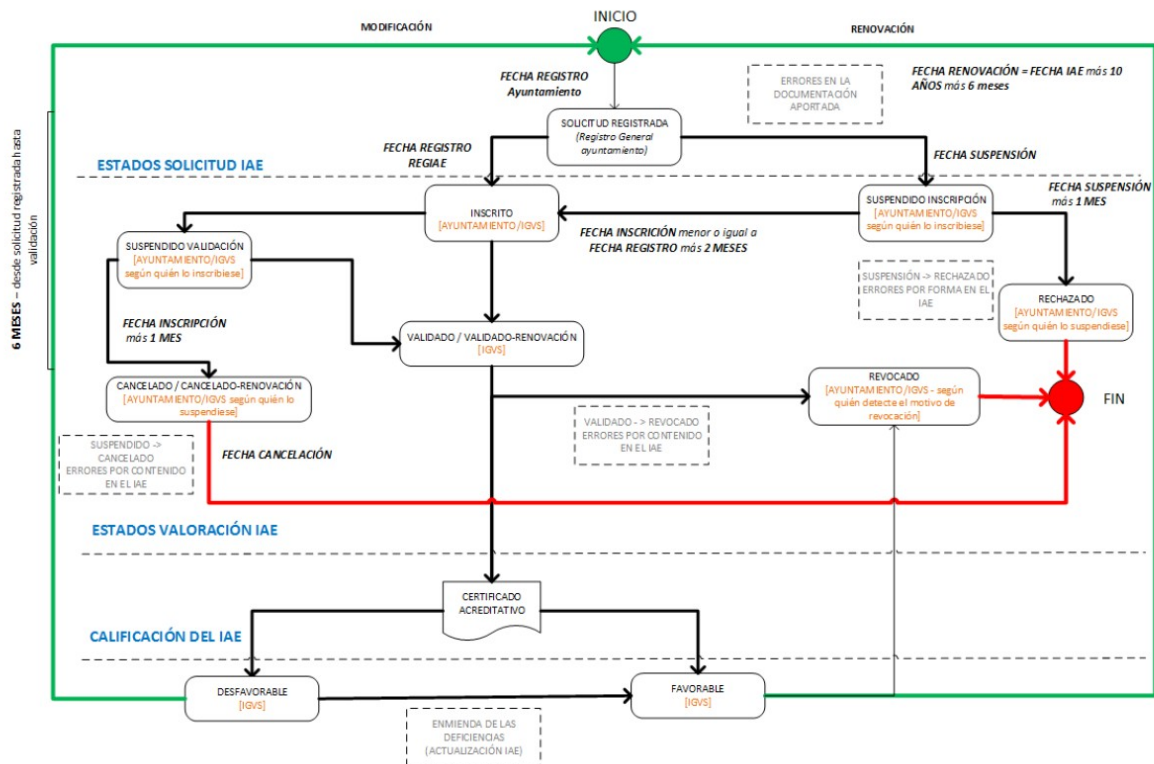 INICIO
MODIFICACIÓN
RENOVACIÓN
FECHA REGISTRO
Ayuntamiento
ERRORES EN LA
DOCUMENTACIÓN
APORTADA
FECHA RENOVACIÓN = FECHA IAE más 10
AÑOS más 6 meses
SOLICITUD REGISTRADA
(Registro General
ayuntamiento)
FECHA REGISTRO
REGIAE
FECHA SUSPENSIÓN
ESTADOS SOLICITUD IAE
FECHA SUSPENSIÓN
más 1 MES
6 MESES – desde solicitud registrada hasta
validación
INSCRITO
[AYUNTAMIENTO/IGVS]
SUSPENDIDO INSCRIPCIÓN
[AYUNTAMIENTO/IGVS
según quién lo inscribiese]
FECHA INSCRICIÓN menor o igual a
FECHA REGISTRO más 2 MESES
SUSPENDIDO VALIDACIÓN
[AYUNTAMIENTO/IGVS
según quién lo inscribiese]
SUSPENSIÓN -> RECHAZADO
ERRORES POR FORMA EN EL
IAE
RECHAZADO
[AYUNTAMIENTO/IGVS
según quién lo suspendiese]
FECHA INSCRIPCIÓN
más 1 MES
VALIDADO / VALIDADO-RENOVACIÓN
[IGVS]
CANCELADO / CANCELADO-RENOVACIÓN
[AYUNTAMIENTO/IGVS según quién lo
suspendiese]
REVOCADO
[AYUNTAMIENTO/IGVS - según
quién detecte el motivo de
revocación]
FIN
VALIDADO - > REVOCADO
ERRORES POR CONTENIDO
EN EL IAE
SUSPENDIDO ->
CANCELADO
ERRORES POR CONTENIDO
EN EL IAE
FECHA CANCELACIÓN
ESTADOS VALORACIÓN IAE
CERTIFICADO
ACREDITATIVO
CALIFICACIÓN DEL IAE
DESFAVORABLE
[IGVS]
FAVORABLE
[IGVS]
ENMIENDA DE LAS
DEFICIENCIAS
(ACTUALIZACIÓN IAE)